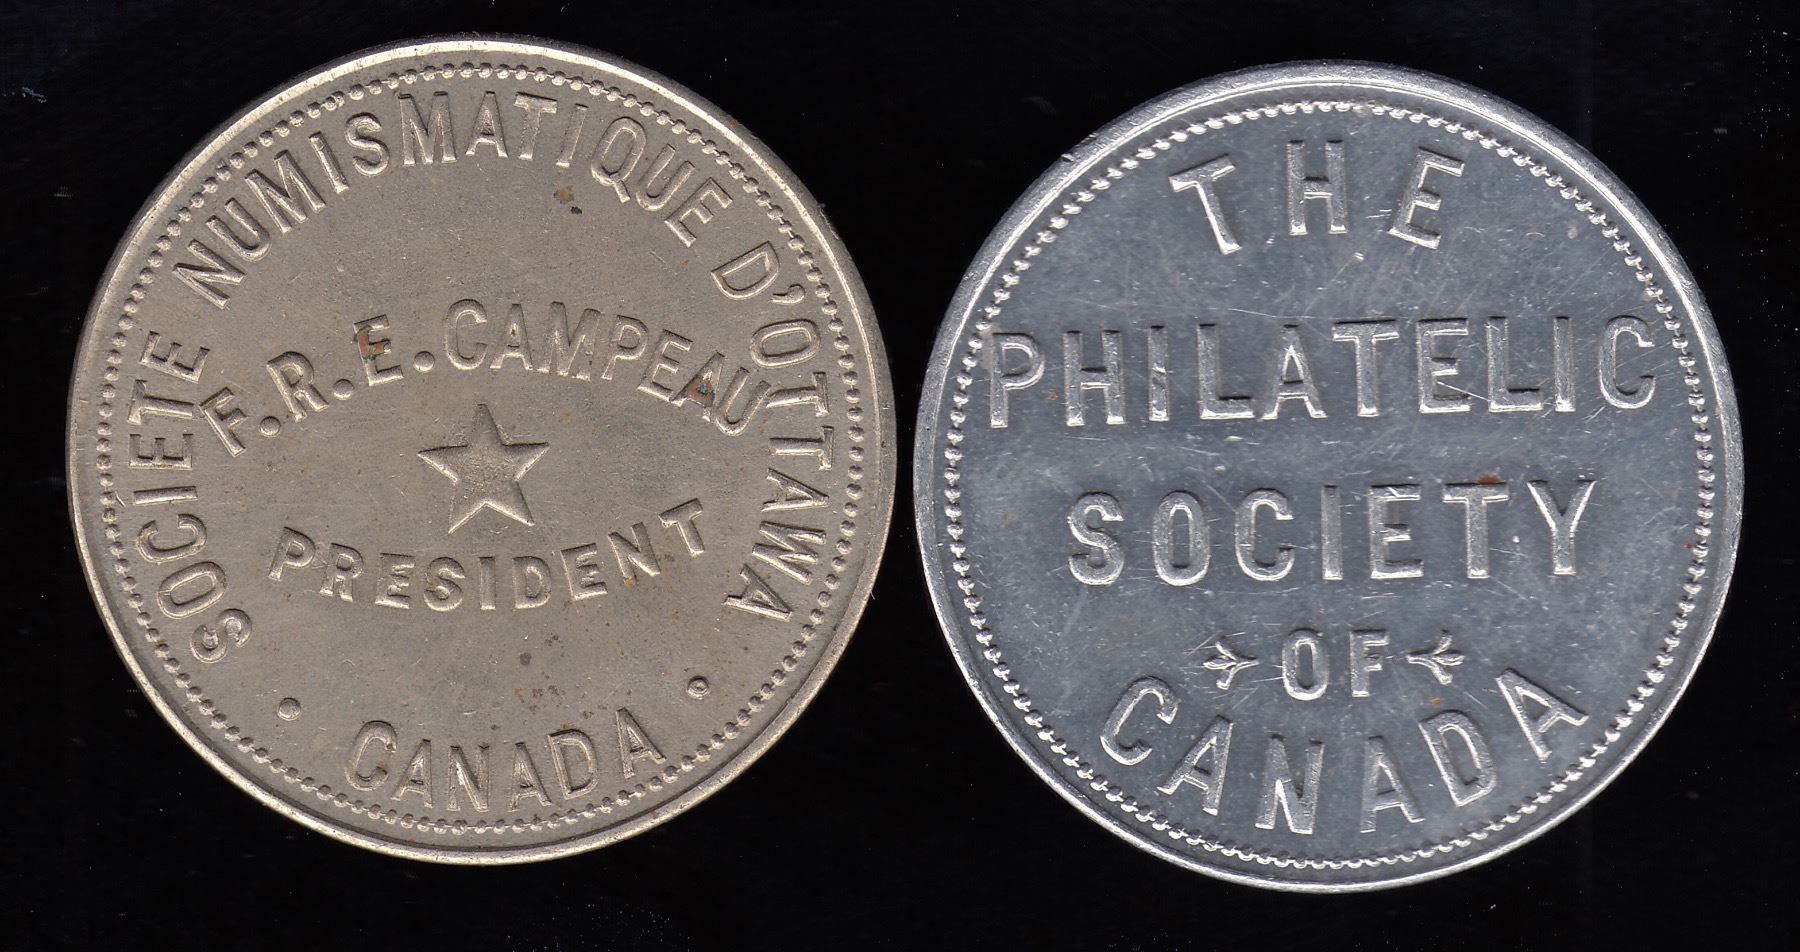 SOCIETE NUMISMATIQUE D'OTTAWA
F.R.E. CAMPEAU
PRESIDENT
• CANADA •
THE
PHILATELIC
SOCIETY
OF
CANADA